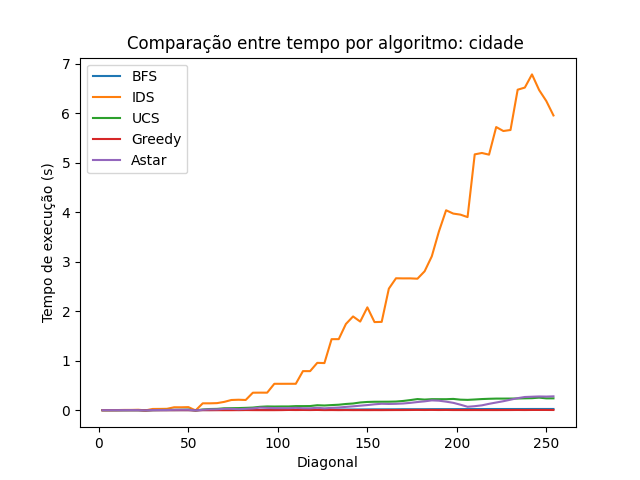 Comparação entre tempo por algoritmo: cidade
BFS
IDS
UCS
Greedy
Astar
Tempo de execução (s)
7
6
5
4
3
2
1
0
0 50 100 150 200 250
Diagonal